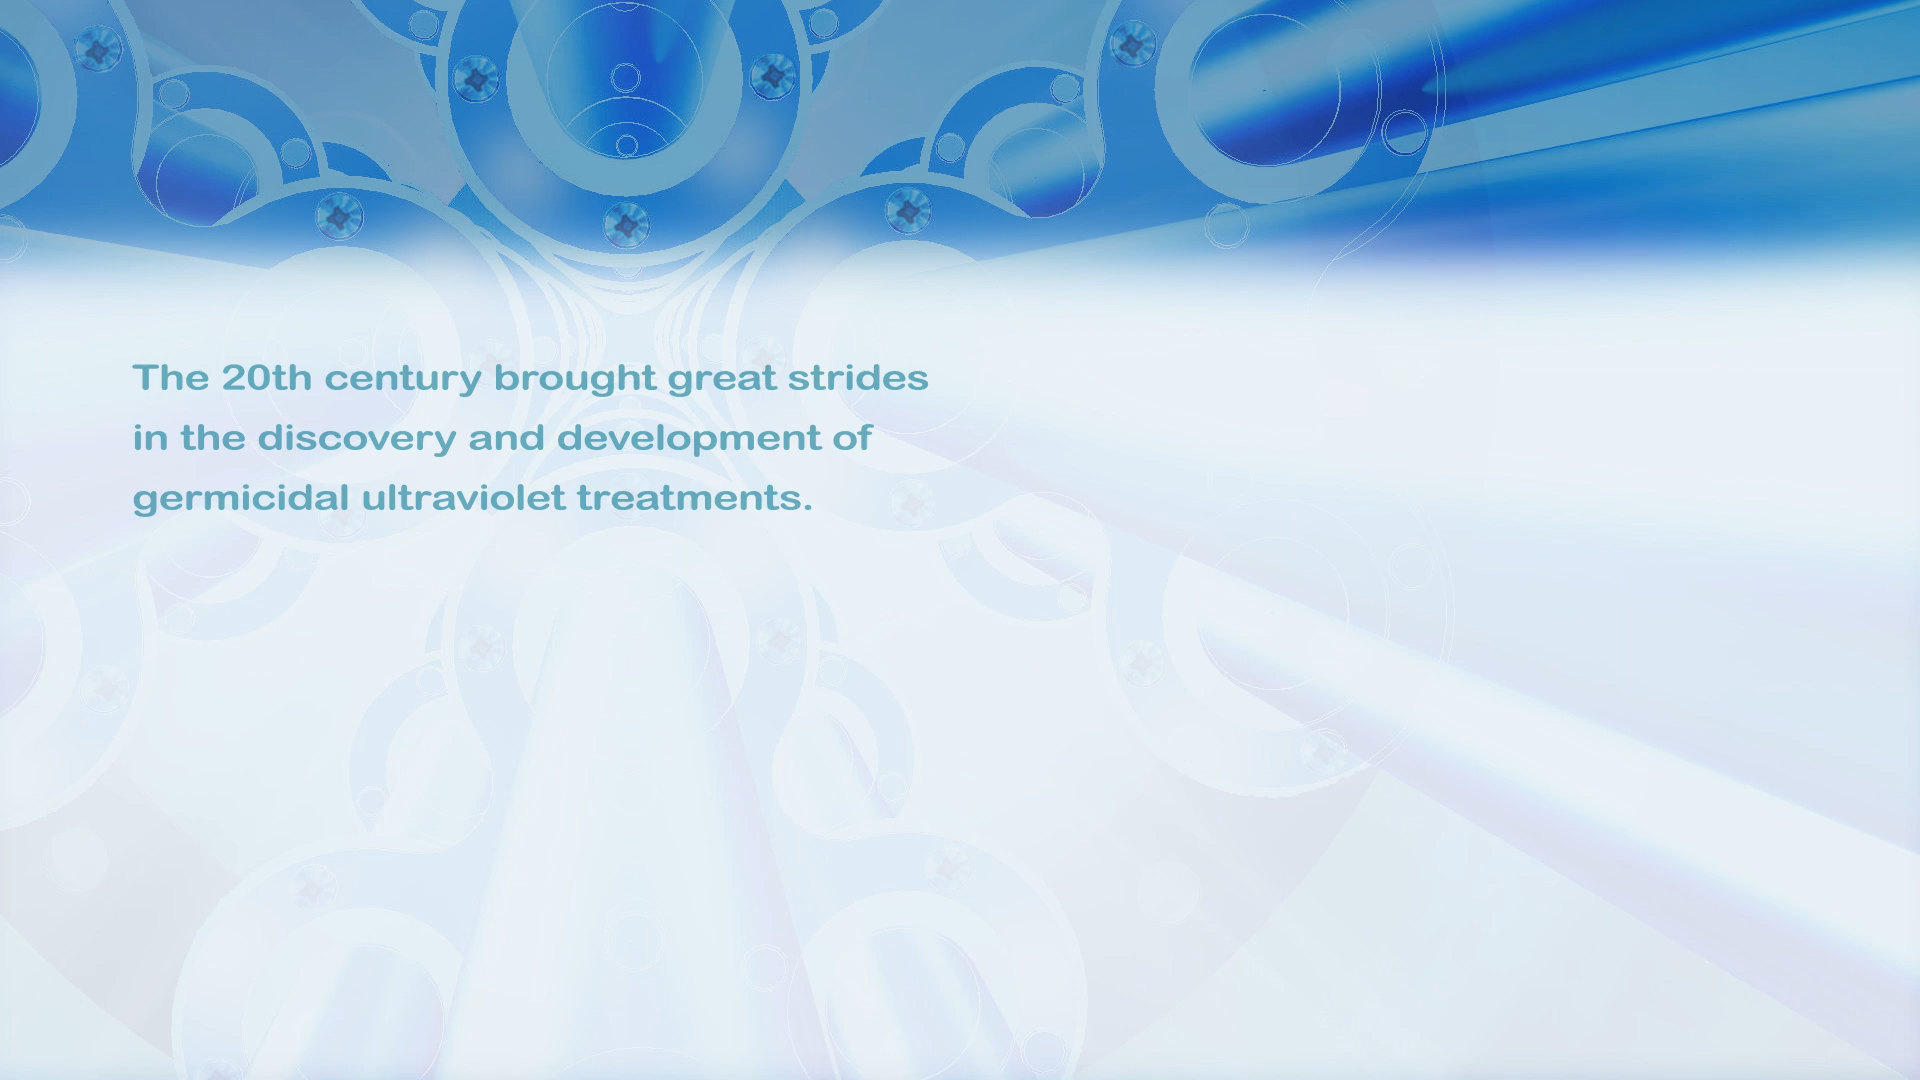 The 20th century brought great strides
in the discovery and development of
germicidal ultraviolet treatments.